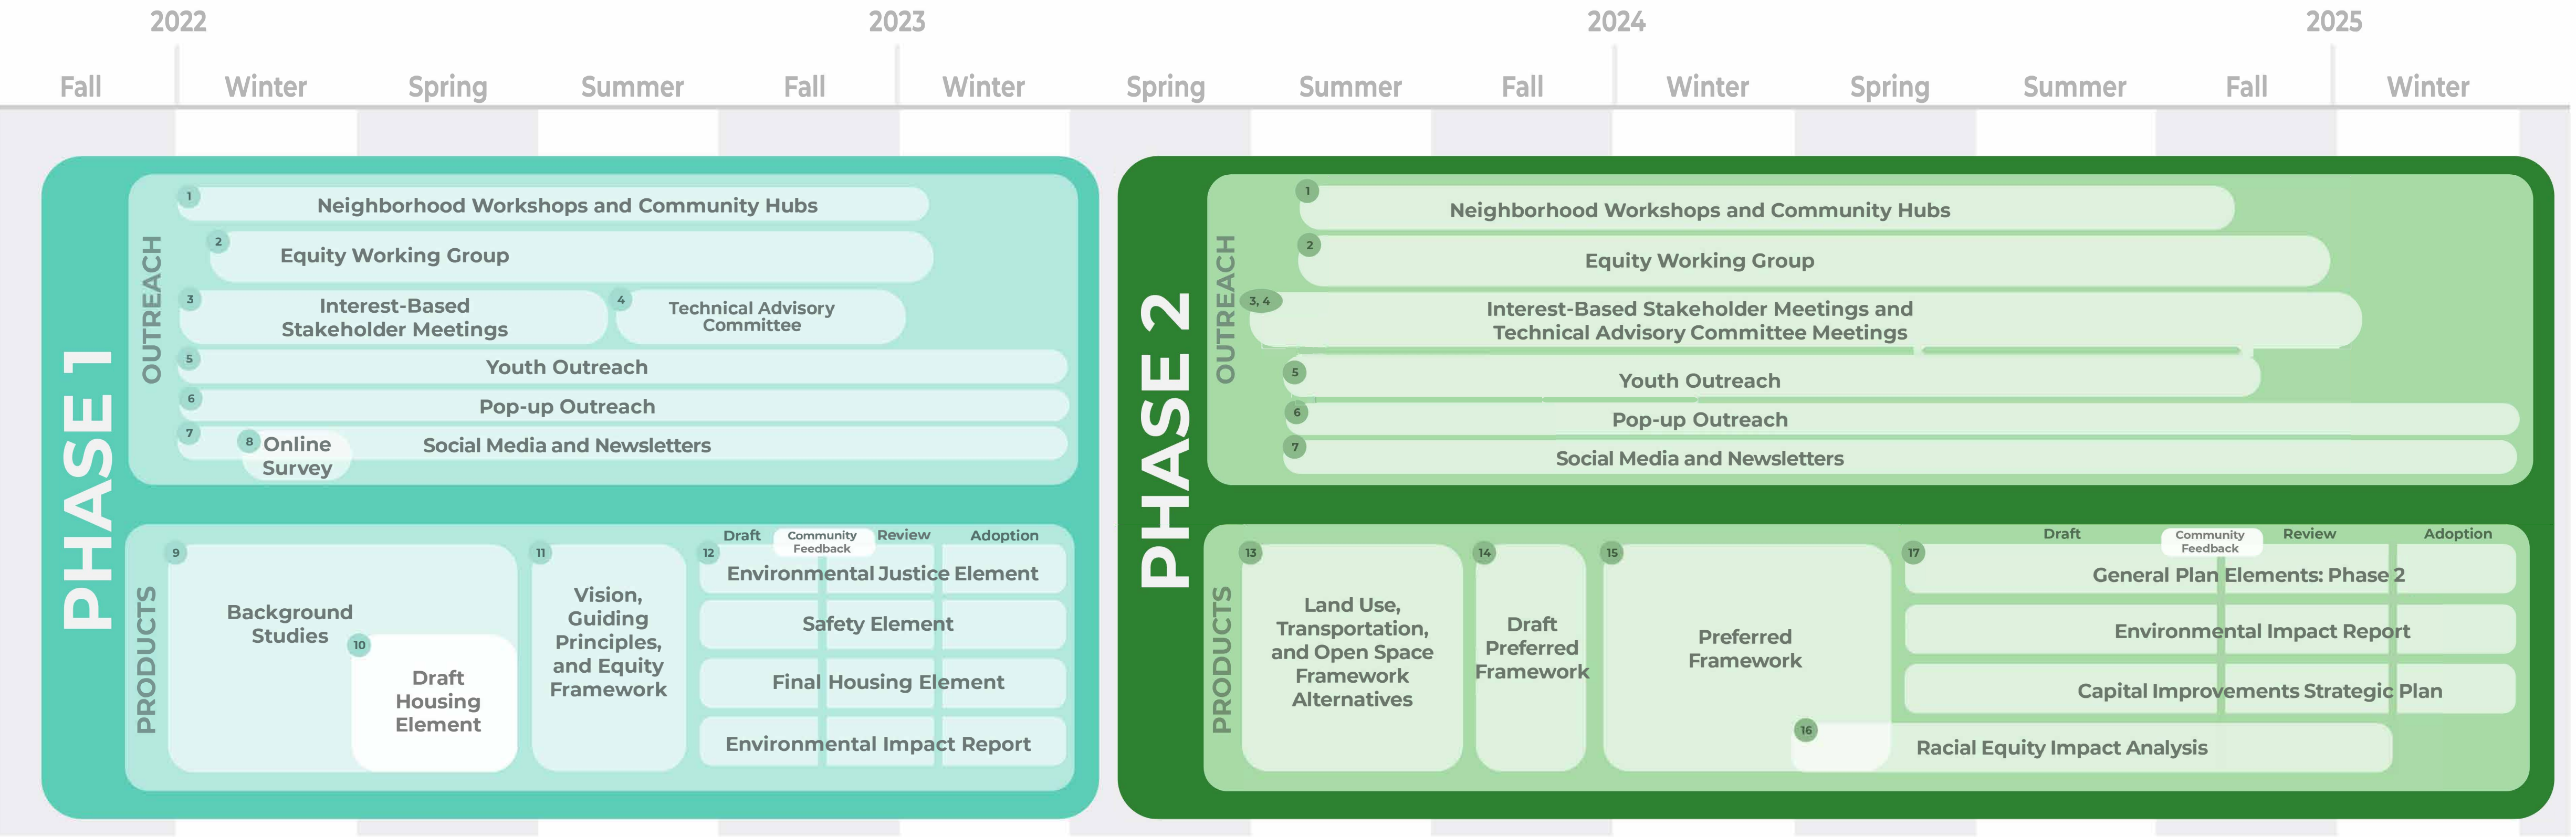 2022
2023
2024
2025
Fall
Winter
Spring
Summer
Fall
Winter
Spring
Summer
Fall
Winter
Spring
Summer
Fall
Winter
PHASE 1
OUTREACH
1
Neighborhood Workshops and Community Hubs
2
Equity Working Group
3
Interest-Based
Stakeholder Meetings
4
Technical Advisory
Committee
5
Youth Outreach
6
Pop-up Outreach
7
8
Online
Survey
Social Media and Newsletters
PRODUCTS
9
Background
Studies
10
Draft
Housing
Element
11
Vision,
Guiding
Principles,
and Equity
Framework
12
Draft
Community
Feedback
Review
Adoption
Environmental Justice Element
Safety Element
Final Housing Element
Environmental Impact Report
PHASE 2
OUTREACH
1
Neighborhood Workshops and Community Hubs
2
Equity Working Group
3, 4
Interest-Based Stakeholder Meetings and
Technical Advisory Committee Meetings
5
Youth Outreach
6
Pop-up Outreach
7
Social Media and Newsletters
PRODUCTS
13
Land Use,
Transportation,
and Open Space
Framework
Alternatives
14
Draft
Preferred
Framework
15
Preferred
Framework
16
Racial Equity Impact Analysis
17
Draft
Community
Feedback
Review
Adoption
General Plan Elements: Phase 2
Environmental Impact Report
Capital Improvements Strategic Plan